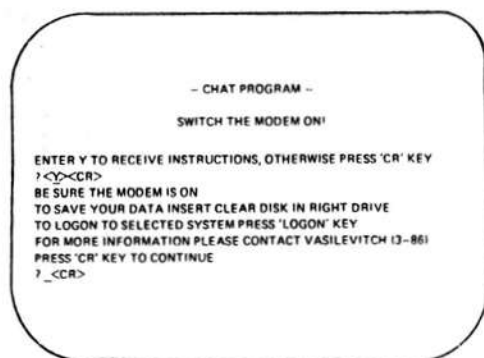 – CHAT PROGRAM –
SWITCH THE MODEM ON!
ENTER Y TO RECEIVE INSTRUCTIONS, OTHERWISE PRESS 'CR' KEY
? <Y><CR>
BE SURE THE MODEM IS ON
TO SAVE YOUR DATA INSERT CLEAR DISK IN RIGHT DRIVE
TO LOGON TO SELECTED SYSTEM PRESS 'LOGON' KEY
FOR MORE INFORMATION PLEASE CONTACT VASILEVITCH (3-86)
PRESS 'CR' KEY TO CONTINUE
? _<CR>